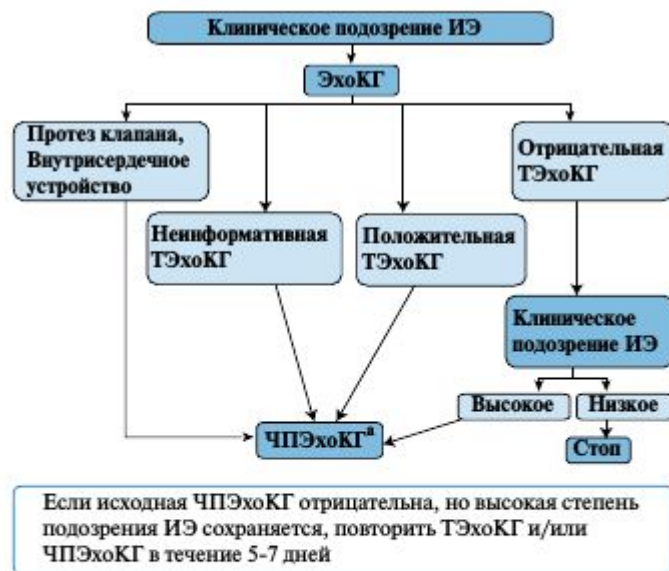 Клиническое подозрение ИЭ
ЭхоКГ
Протез клапана,
Внутрисердечное
устройство
Отрицательная
ТЭхоКГ
Неинформативная
ТЭхоКГ
Положительная
ТЭхоКГ
Клиническое
подозрение ИЭ
Высокое
Низкое
ЧПЭхоКГª
Стоп
Если исходная ЧПЭхоКГ отрицательна, но высокая степень
подозрения ИЭ сохраняется, повторить ТЭхоКГ и/или
ЧПЭхоКГ в течение 5-7 дней